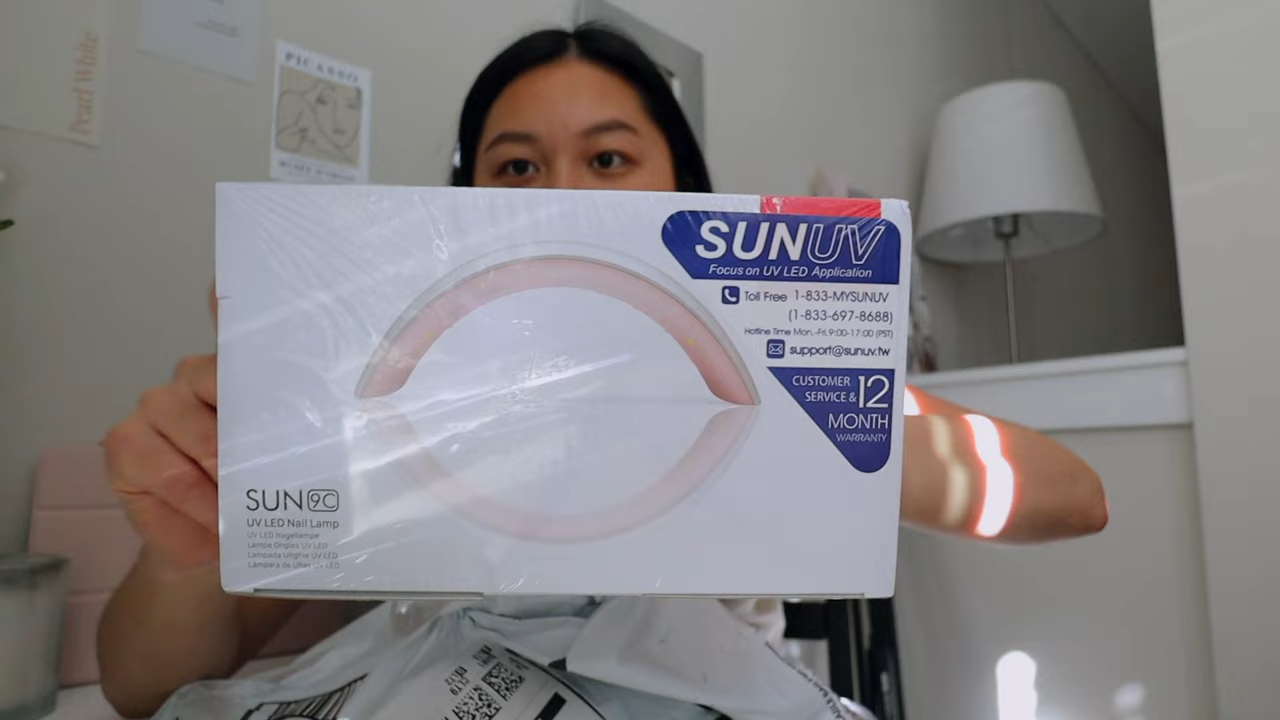 Pearl White
PICASSO
SUNUV
Focus on UV LED Application
Toll Free 1-833-MYSUNUV
(1-833-697-8688)
Hotline Time Mon.-Fri. 9:00-17:00 (PST)
support@sunuv.tw
CUSTOMER
SERVICE & 12
MONTH
WARRANTY
SUN 9C
UV LED Nail Lamp
UV LED Nagellampe
Lampe Ongles UV LED
Lampada Unghie UV LED
Lámpara de Uñas UV LED